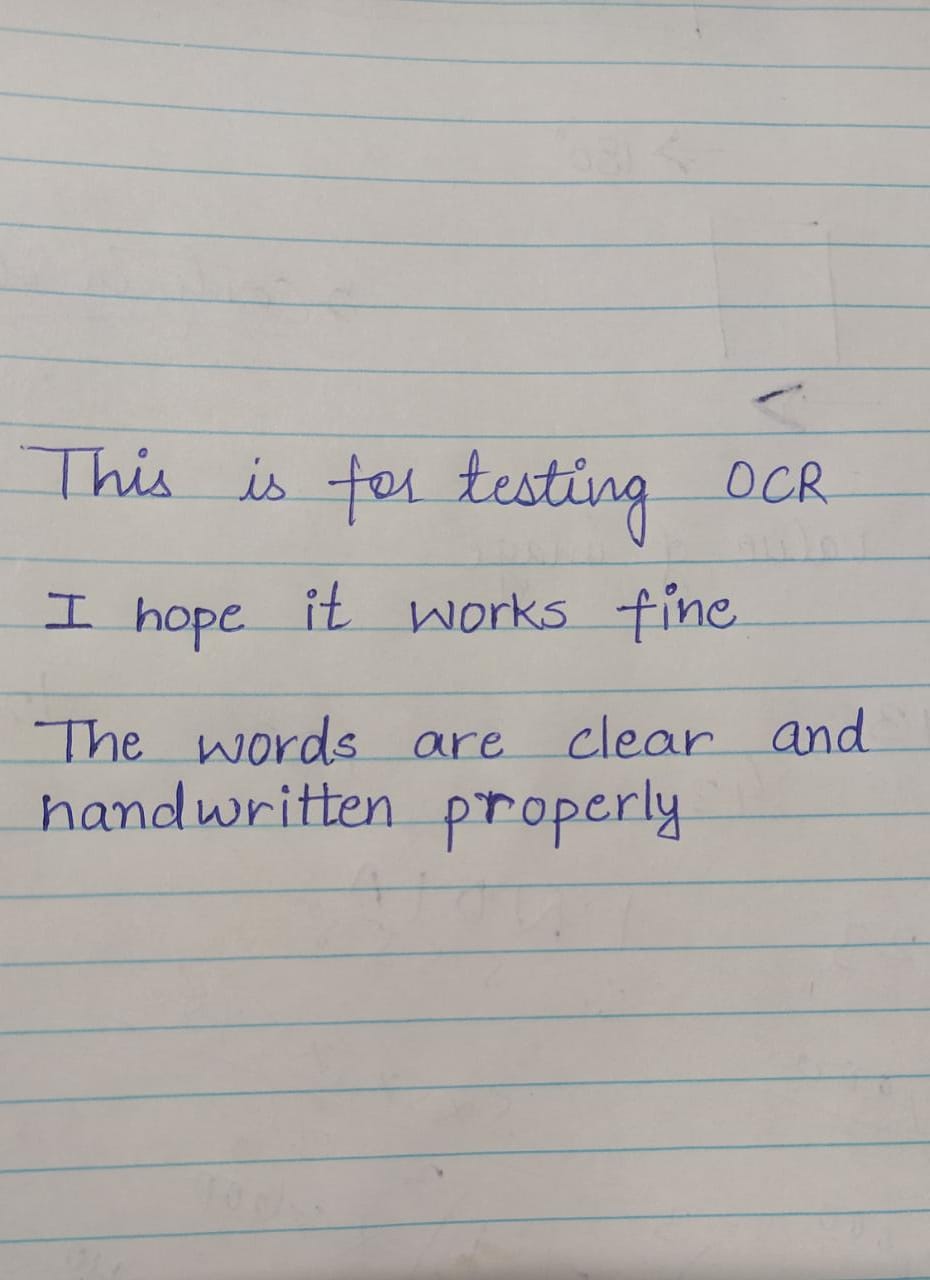 This is for testing OCR
I hope it works fine
The words are clear and
handwritten properly